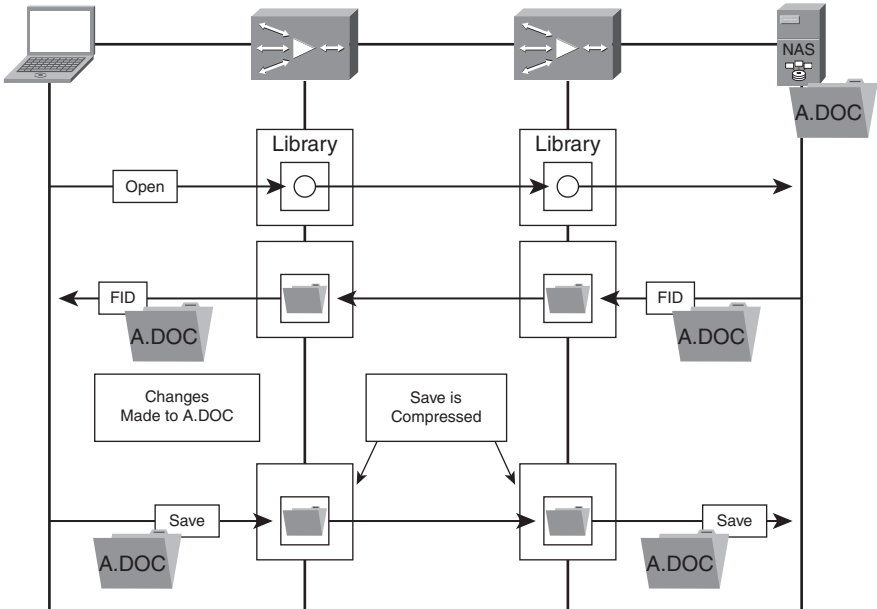 NAS
A.DOC
Library
Library
Open
FID
FID
A.DOC
A.DOC
Changes
Made to A.DOC
Save is
Compressed
Save
Save
A.DOC
A.DOC